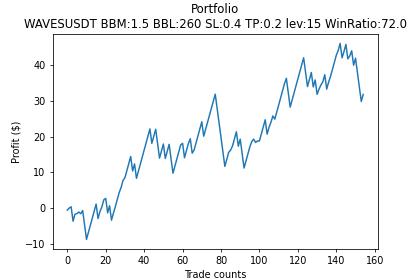 Portfolio
WAVESUSDT BBM:1.5 BBL:260 SL:0.4 TP:0.2 lev:15 WinRatio:72.0
Profit ($)
40
30
20
10
0
−10
0 20 40 60 80 100 120 140 160
Trade counts